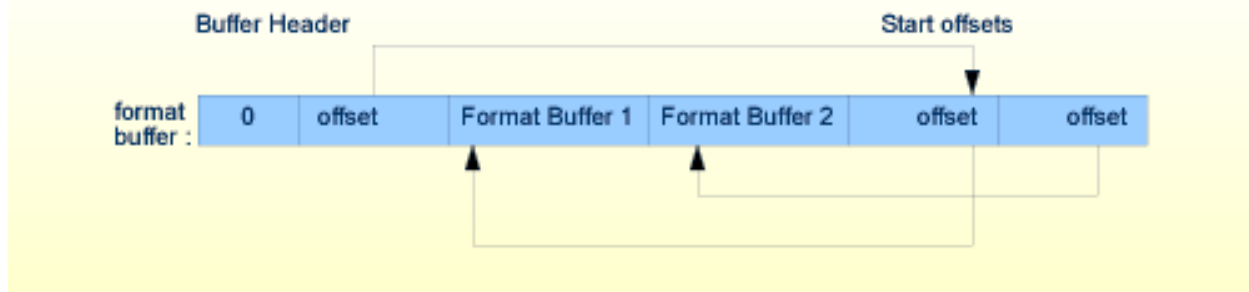 Buffer Header
Start offsets
format
buffer :
0
offset
Format Buffer 1
Format Buffer 2
offset
offset